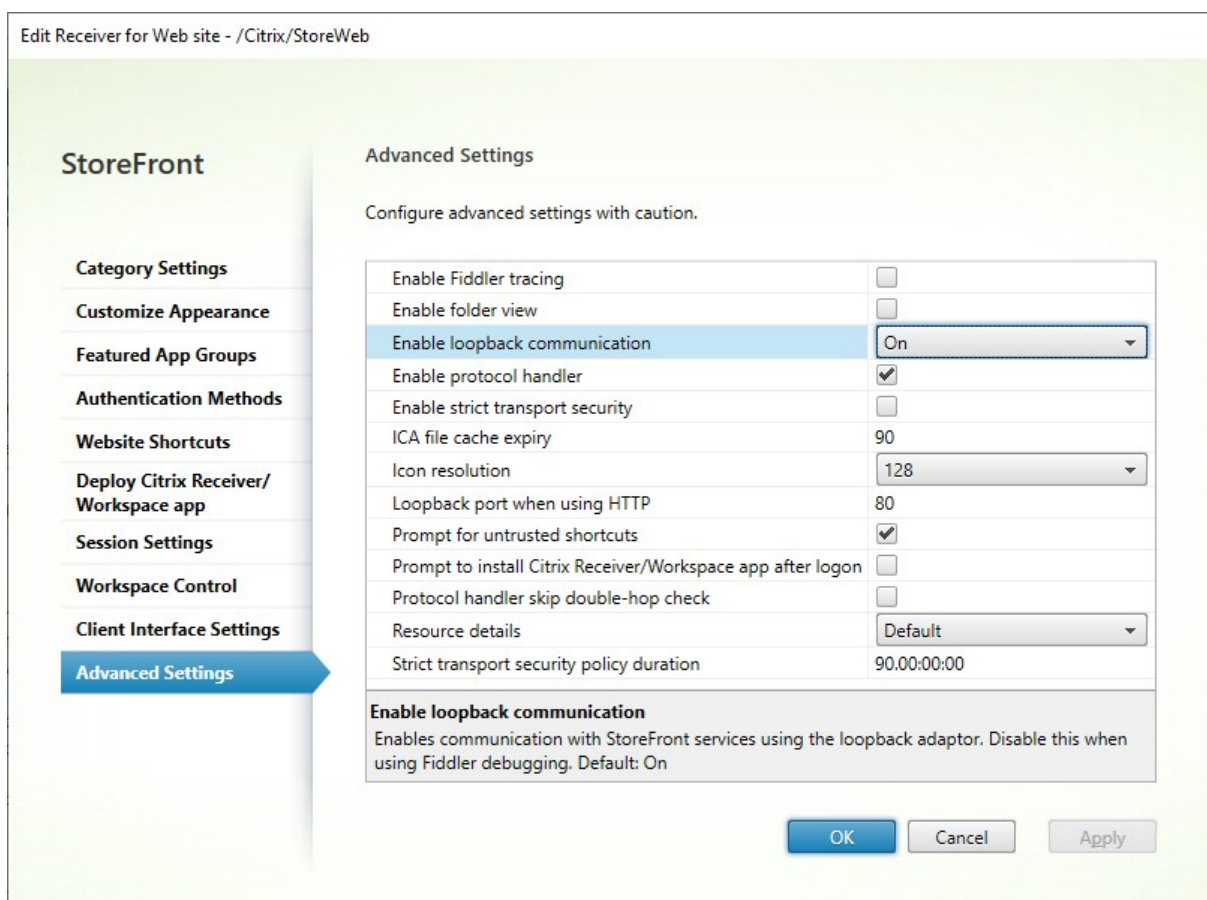 Edit Receiver for Web site - /Citrix/StoreWeb
StoreFront
Category Settings
Customize Appearance
Featured App Groups
Authentication Methods
Website Shortcuts
Deploy Citrix Receiver/
Workspace app
Session Settings
Workspace Control
Client Interface Settings
Advanced Settings
Advanced Settings
Configure advanced settings with caution.
Enable Fiddler tracing
Enable folder view
Enable loopback communication On
Enable protocol handler
Enable strict transport security
ICA file cache expiry 90
Icon resolution 128
Loopback port when using HTTP 80
Prompt for untrusted shortcuts
Prompt to install Citrix Receiver/Workspace app after logon
Protocol handler skip double-hop check
Resource details Default
Strict transport security policy duration 90.00:00:00
Enable loopback communication
Enables communication with StoreFront services using the loopback adaptor. Disable this when
using Fiddler debugging. Default: On
OK Cancel Apply